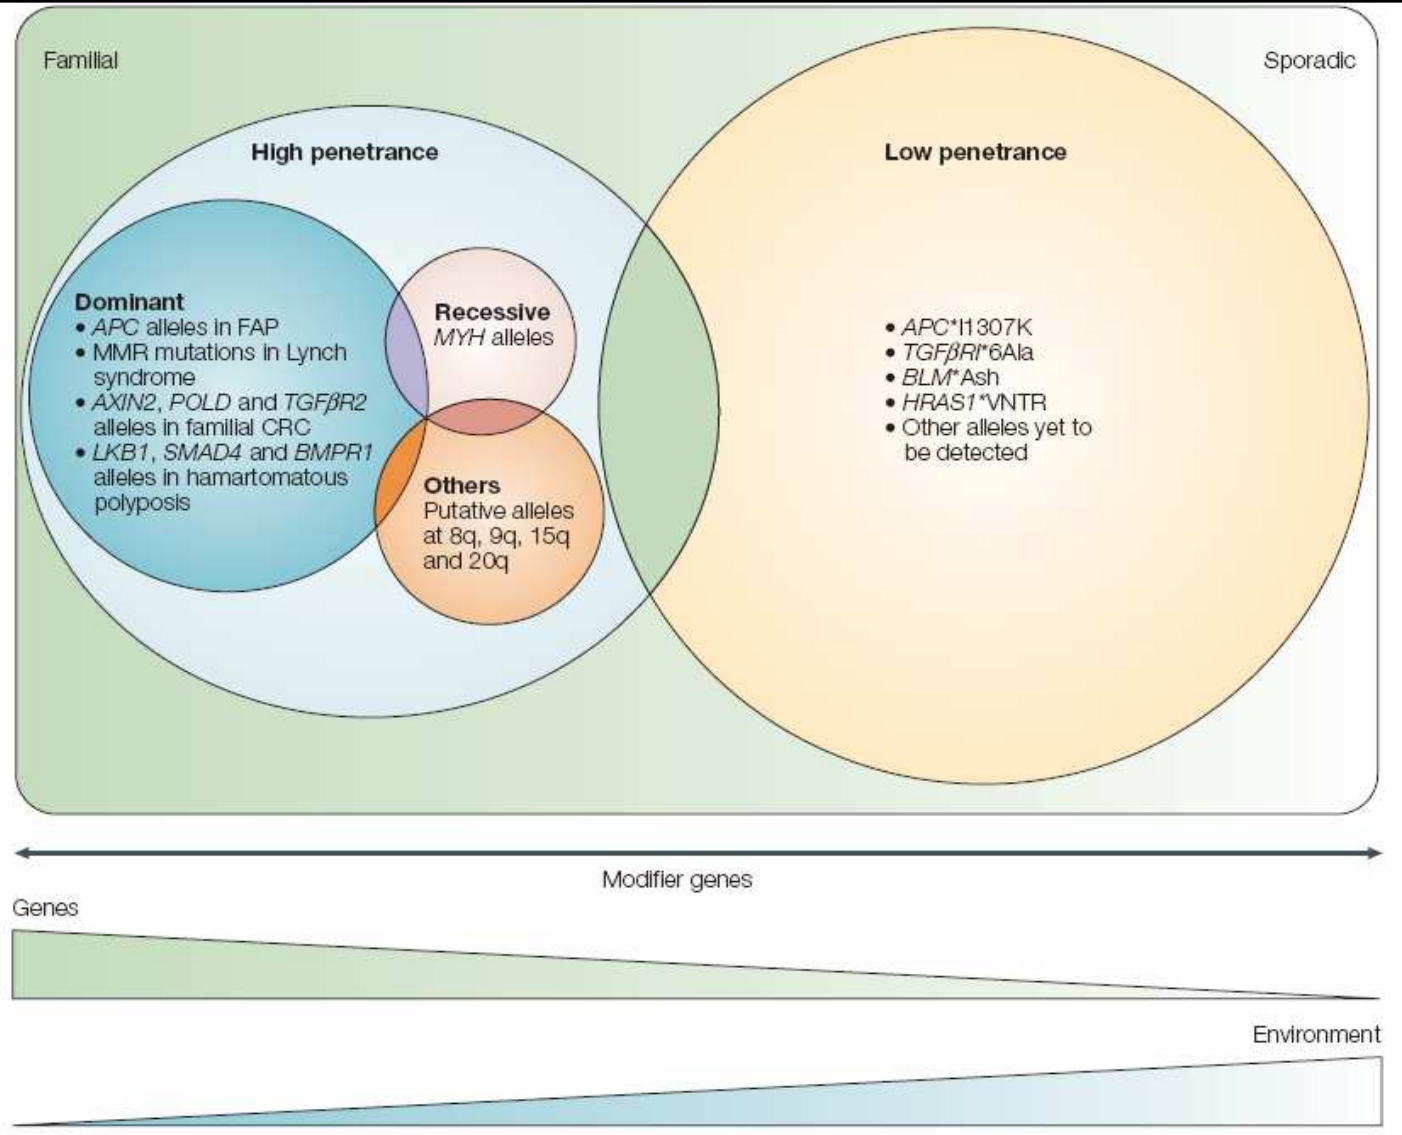 Familial
Sporadic
High penetrance
Low penetrance
Dominant
• APC alleles in FAP
• MMR mutations in Lynch
syndrome
• AXIN2, POLD and TGFβR2
alleles in familial CRC
• LKB1, SMAD4 and BMPR1
alleles in hamartomatous
polyposis
Recessive
MYH alleles
Others
Putative alleles
at 8q, 9q, 15q
and 20q
• APC*I1307K
• TGFβRI*6Ala
• BLM*Ash
• HRAS1*VNTR
• Other alleles yet to
be detected
Modifier genes
Genes
Environment